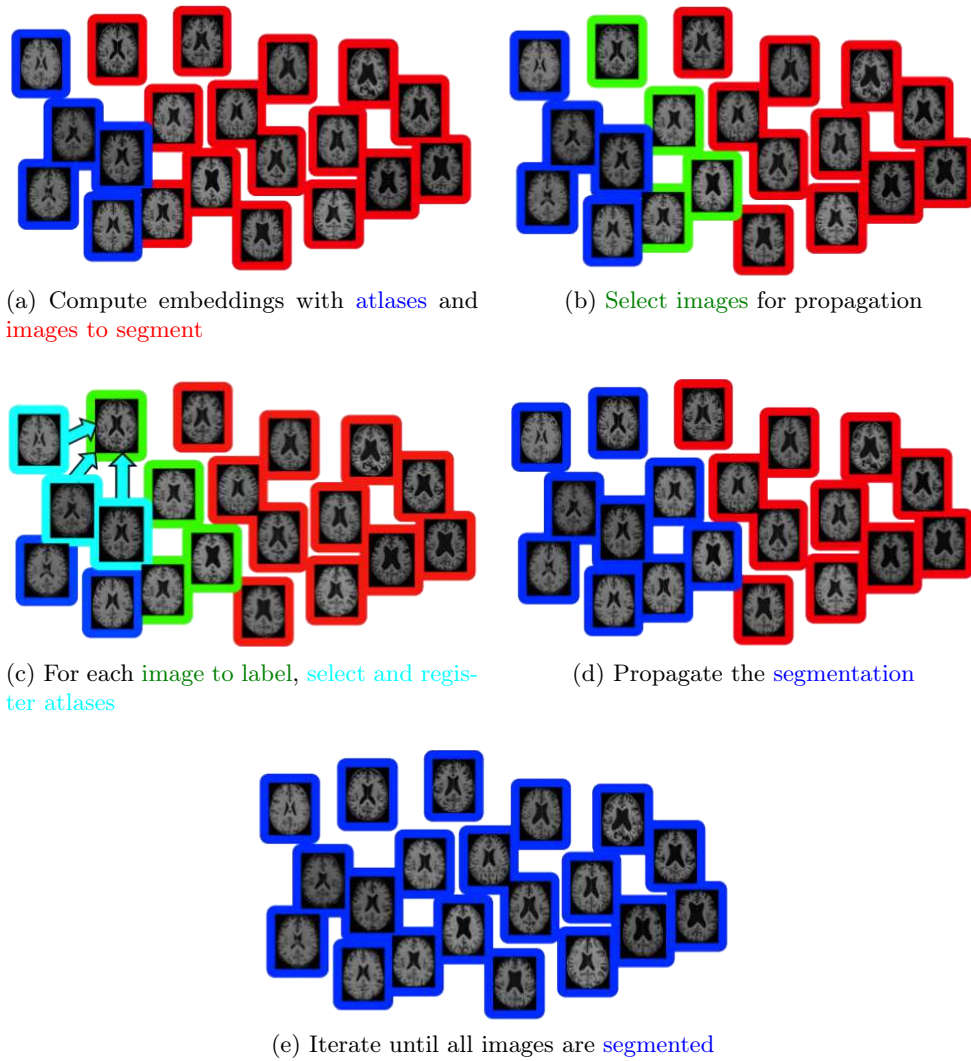 (a) Compute embeddings with atlases and
images to segment
(b) Select images for propagation
(c) For each image to label, select and regis-
ter atlases
(d) Propagate the segmentation
(e) Iterate until all images are segmented